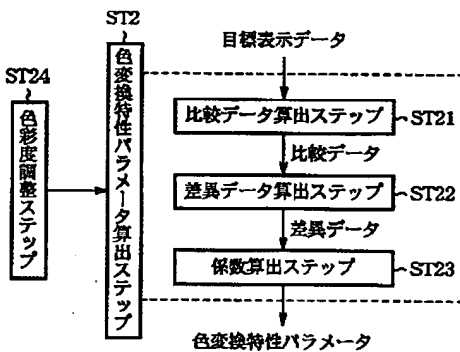 ST2
目標表示データ
ST24
色彩度調整ステップ
色変換特性パラメータ算出ステップ
比較データ算出ステップ
ST21
比較データ
差異データ算出ステップ
ST22
差異データ
係数算出ステップ
ST23
色変換特性パラメータ